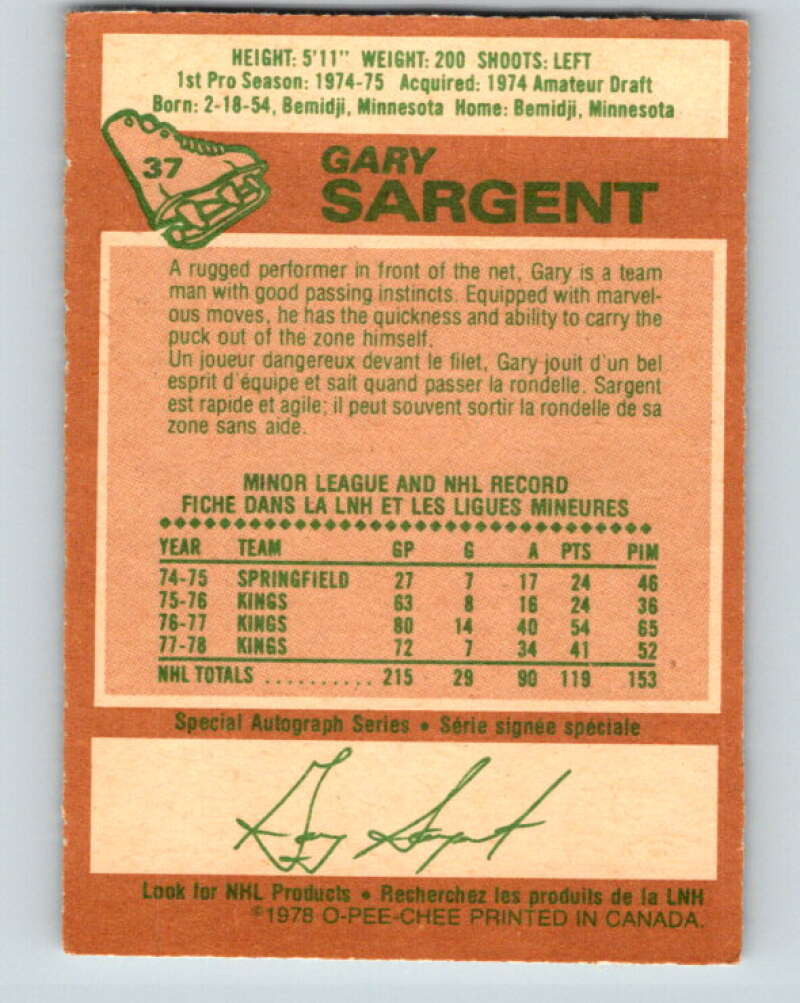 HEIGHT: 5'11" WEIGHT: 200 SHOOTS: LEFT
1st Pro Season: 1974-75 Acquired: 1974 Amateur Draft
Born: 2-18-54, Bemidji, Minnesota Home: Bemidji, Minnesota
37
GARY
SARGENT
A rugged performer in front of the net, Gary is a team
man with good passing instincts. Equipped with marvel-
ous moves, he has the quickness and ability to carry the
puck out of the zone himself.
Un joueur dangereux devant le filet, Gary jouit d'un bel
esprit d'équipe et sait quand passer la rondelle. Sargent
est rapide et agile; il peut souvent sortir la rondelle de sa
zone sans aide.
MINOR LEAGUE AND NHL RECORD
FICHE DANS LA LNH ET LES LIGUES MINEURES
YEAR TEAM GP G A PTS PIM
74-75 SPRINGFIELD 27 7 17 24 46
75-76 KINGS 63 8 16 24 36
76-77 KINGS 80 14 40 54 65
77-78 KINGS 72 7 34 41 52
NHL TOTALS .......... 215 29 90 119 153
Special Autograph Series • Série signée spéciale
Gary Sargent
Look for NHL Products • Recherchez les produits de la LNH
©1978 O-PEE-CHEE PRINTED IN CANADA.